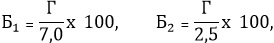 Б₁ = Г/7,0 х 100, Б₂ = Г/2,5 х 100,